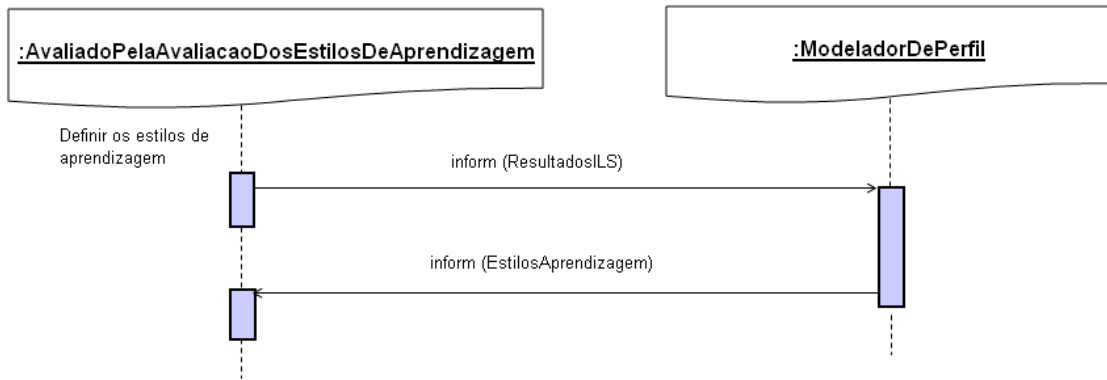 :AvaliadoPelaAvaliacaoDosEstilosDeAprendizagem
:ModeladorDePerfil
Definir os estilos de
aprendizagem
inform (ResultadosILS)
inform (EstilosAprendizagem)